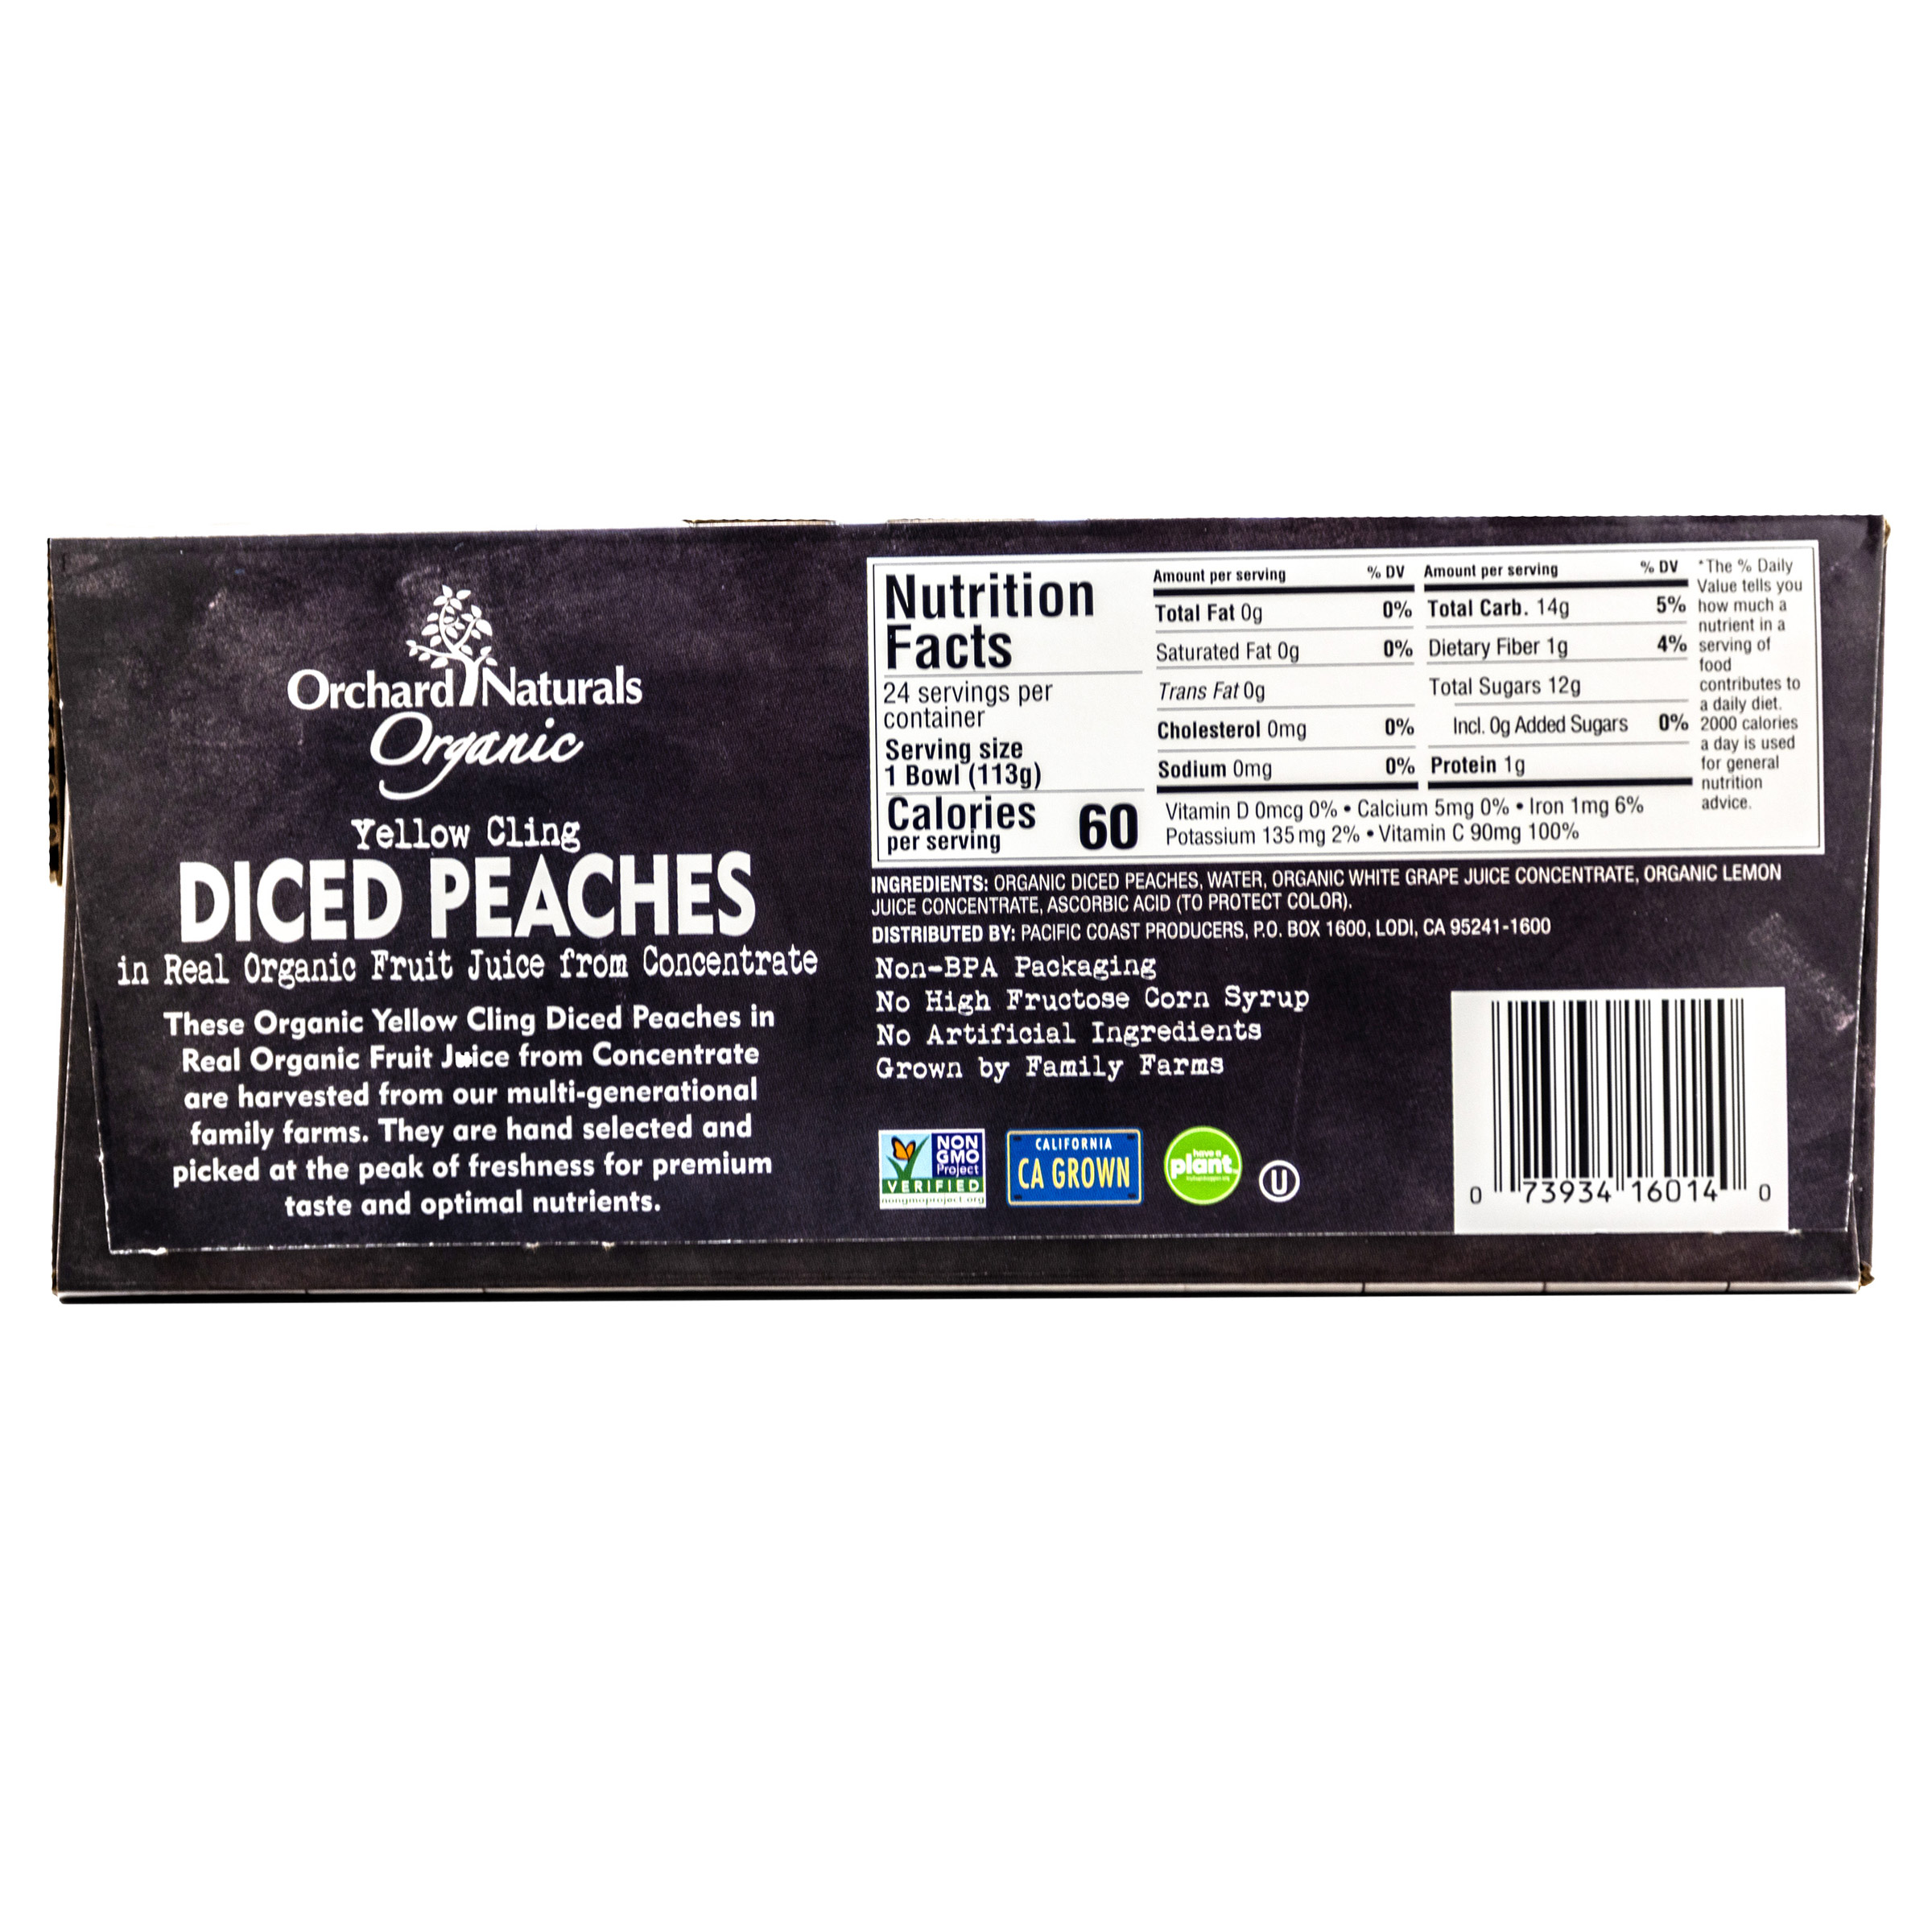 Orchard Naturals
Organic
Yellow Cling
DICED PEACHES
in Real Organic Fruit Juice from Concentrate
These Organic Yellow Cling Diced Peaches in
Real Organic Fruit Juice from Concentrate
are harvested from our multi-generational
family farms. They are hand selected and
picked at the peak of freshness for premium
taste and optimal nutrients.
Nutrition
Facts
24 servings per
container
Serving size
1 Bowl (113g)
Calories
per serving
60
Amount per serving % DV
Total Fat 0g 0%
Saturated Fat 0g 0%
Trans Fat 0g
Cholesterol 0mg 0%
Sodium 0mg 0%
Amount per serving % DV
Total Carb. 14g 5%
Dietary Fiber 1g 4%
Total Sugars 12g
Incl. 0g Added Sugars 0%
Protein 1g
Vitamin D 0mcg 0% • Calcium 5mg 0% • Iron 1mg 6%
Potassium 135mg 2% • Vitamin C 90mg 100%
*The % Daily
Value tells you
how much a
nutrient in a
serving of
food
contributes to
a daily diet.
2000 calories
a day is used
for general
nutrition
advice.
INGREDIENTS: ORGANIC DICED PEACHES, WATER, ORGANIC WHITE GRAPE JUICE CONCENTRATE, ORGANIC LEMON
JUICE CONCENTRATE, ASCORBIC ACID (TO PROTECT COLOR).
DISTRIBUTED BY: PACIFIC COAST PRODUCERS, P.O. BOX 1600, LODI, CA 95241-1600
Non-BPA Packaging
No High Fructose Corn Syrup
No Artificial Ingredients
Grown by Family Farms
NON
GMO
Project
VERIFIED
nongmoproject.org
CALIFORNIA
CA GROWN
have a
plant
U
0 73934 16014 0